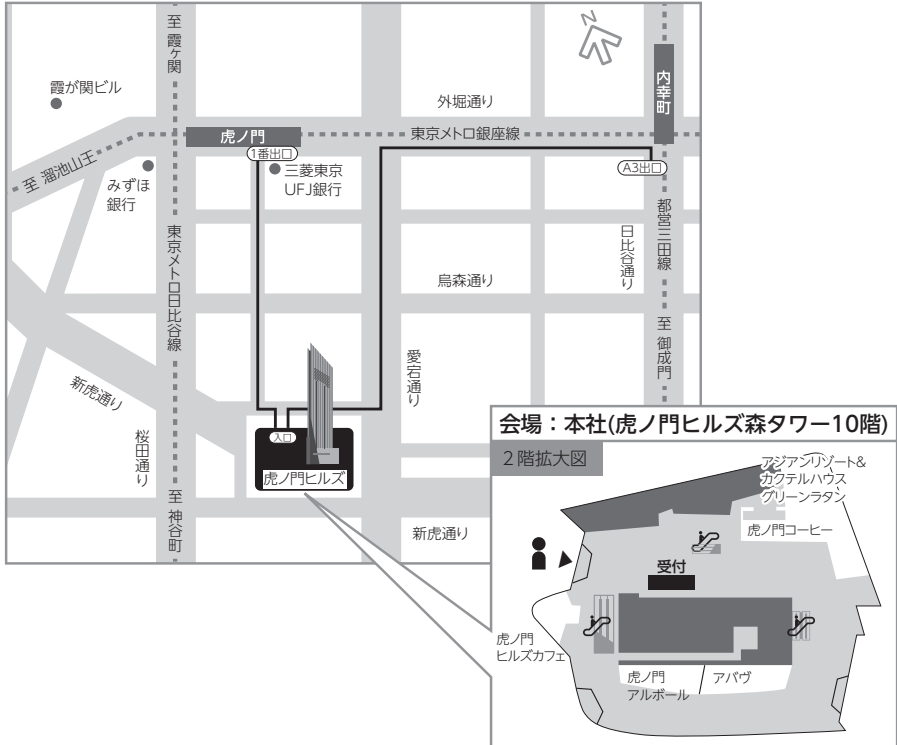 至 霞ヶ関
N
霞が関ビル
外堀通り
内幸町
虎ノ門
東京メトロ銀座線
1番出口
A3出口
至 溜池山王
みずほ
銀行
三菱東京
UFJ銀行
東京メトロ日比谷線
都営三田線
日比谷通り
烏森通り
至 御成門
愛宕通り
新虎通り
桜田通り
入口
虎ノ門ヒルズ
至 神谷町
新虎通り
会場：本社(虎ノ門ヒルズ森タワー10階)
２階拡大図
アジアンリゾート&
カクテルハウス
グリーンラタン
虎ノ門コーヒー
受付
虎ノ門
ヒルズカフェ
虎ノ門
アルボール
アパヴ